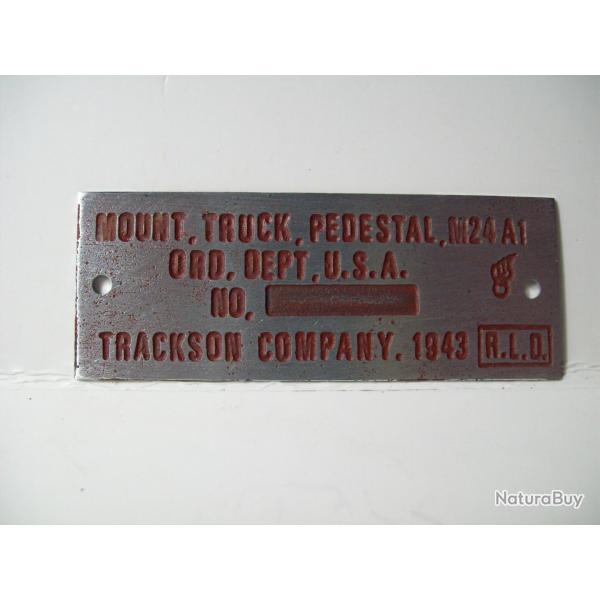 MOUNT, TRUCK, PEDESTAL, M24 A1
ORD, DEPT, U.S.A.
NO,
TRACKSON COMPANY. 1943 R.L.D.
NaturaBuy